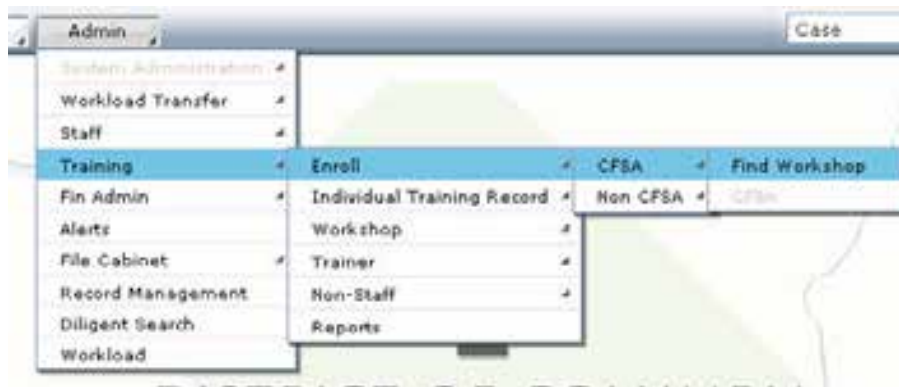 Admin
Case
System Administration
Workload Transfer
Staff
Training
Enroll
CFSA
Find Workshop
Fin Admin
Individual Training Record
Non CFSA
Alerts
Workshop
File Cabinet
Trainer
Record Management
Non-Staff
Diligent Search
Reports
Workload